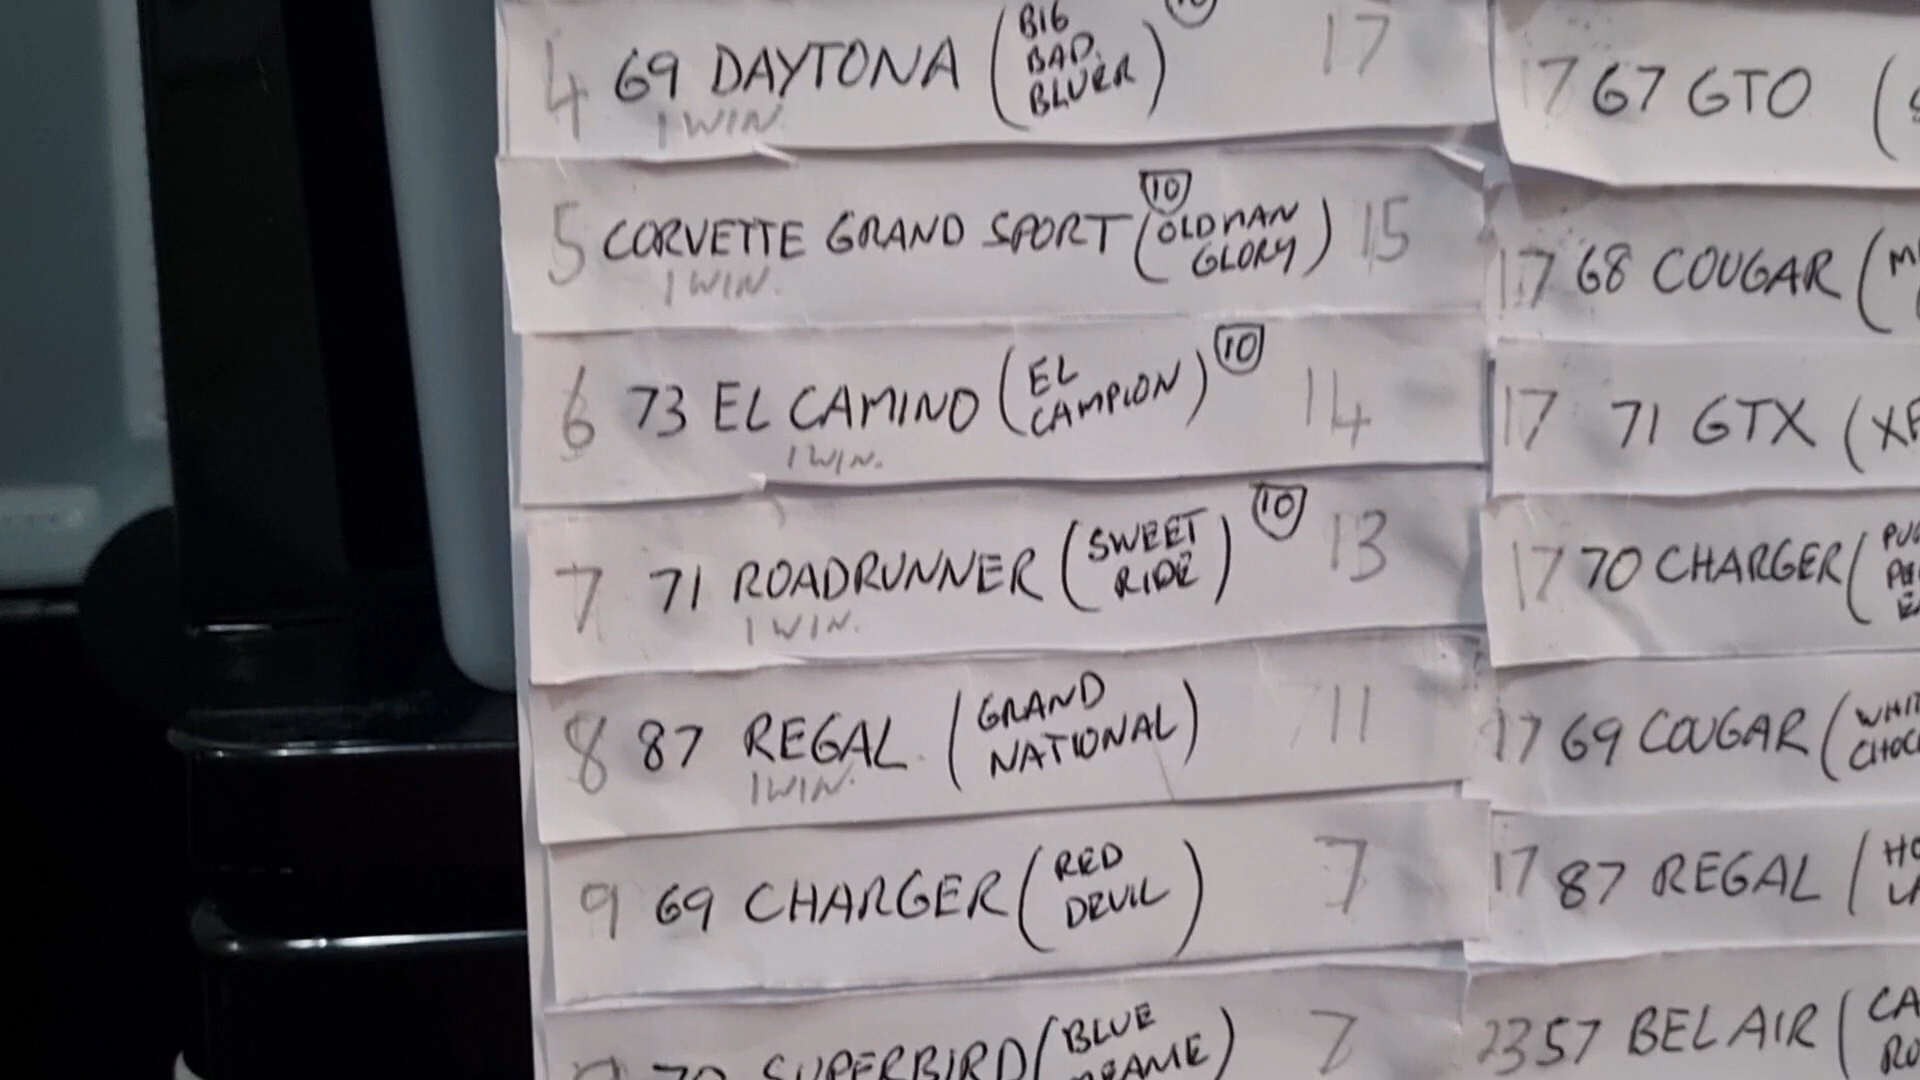 4 69 DAYTONA (BIG BAD BLUER) 10 17
1 WIN.
5 CORVETTE GRAND SPORT (OLD MAN GLORY) 10 15
1 WIN.
6 73 EL CAMINO (EL CAMPION) 10 14
1 WIN.
7 71 ROADRUNNER (SWEET RIDE) 10 13
1 WIN.
8 87 REGAL (GRAND NATIONAL) 11
1 WIN.
9 69 CHARGER (RED DEVIL) 7
70 SUPERBIRD (BLUE 7
17 67 GTO (
17 68 COUGAR (
17 71 GTX (
17 70 CHARGER (
17 69 COUGAR (
17 87 REGAL (
23 57 BEL AIR (